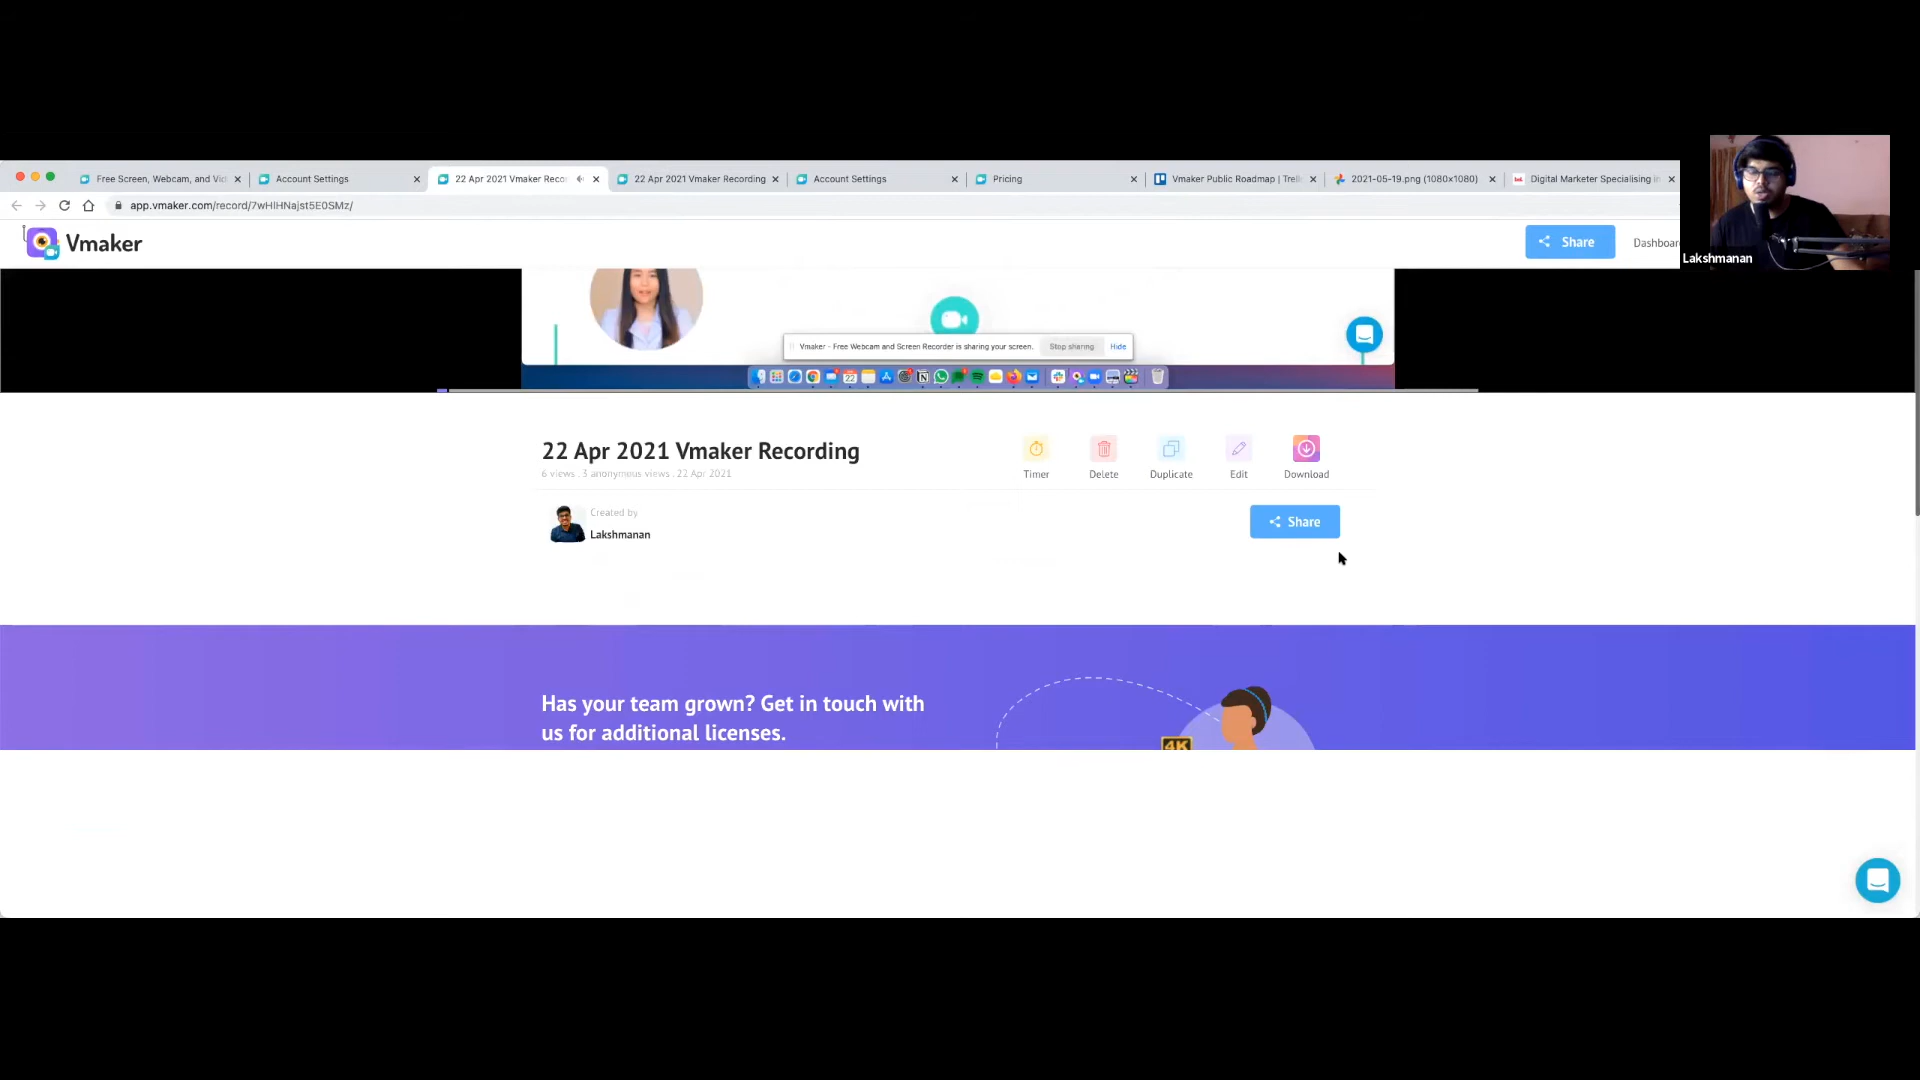 Free Screen, Webcam, and Vid
Account Settings
22 Apr 2021 Vmaker Reco
22 Apr 2021 Vmaker Recording
Account Settings
Pricing
Vmaker Public Roadmap | Trell
2021-05-19.png (1080×1080)
Digital Marketer Specialising in
app.vmaker.com/record/7wHIHNajst5E0SMz/
Vmaker
Share
Dashboar
Lakshmanan
Vmaker - Free Webcam and Screen Recorder is sharing your screen.
Stop sharing
Hide
22
22 Apr 2021 Vmaker Recording
6 views . 3 anonymous views . 22 Apr 2021
Timer
Delete
Duplicate
Edit
Download
Created by
Lakshmanan
Share
Has your team grown? Get in touch with
us for additional licenses.
4K